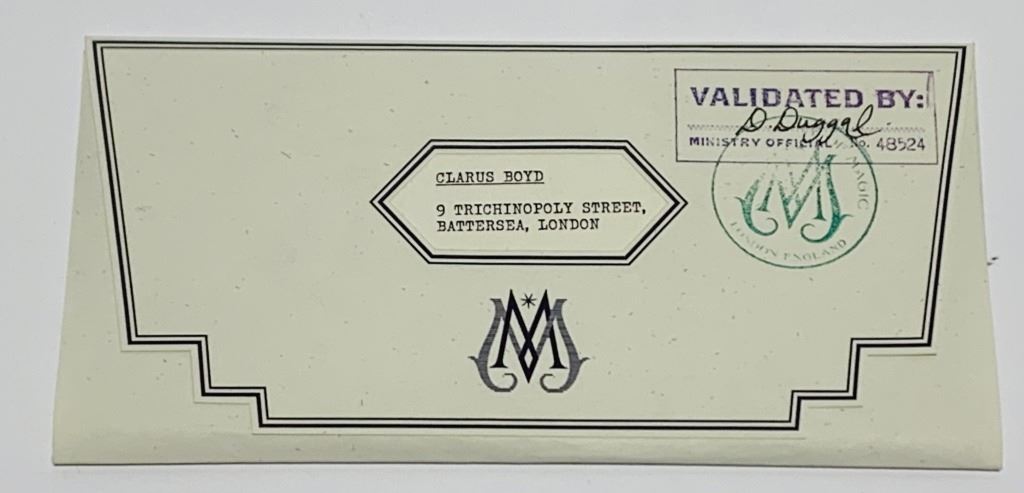 VALIDATED BY:
D. Duggal
MINISTRY OFFICIAL No. 48524
MAGIC
LONDON ENGLAND
CLARUS BOYD
9 TRICHINOPOLY STREET,
BATTERSEA, LONDON
M